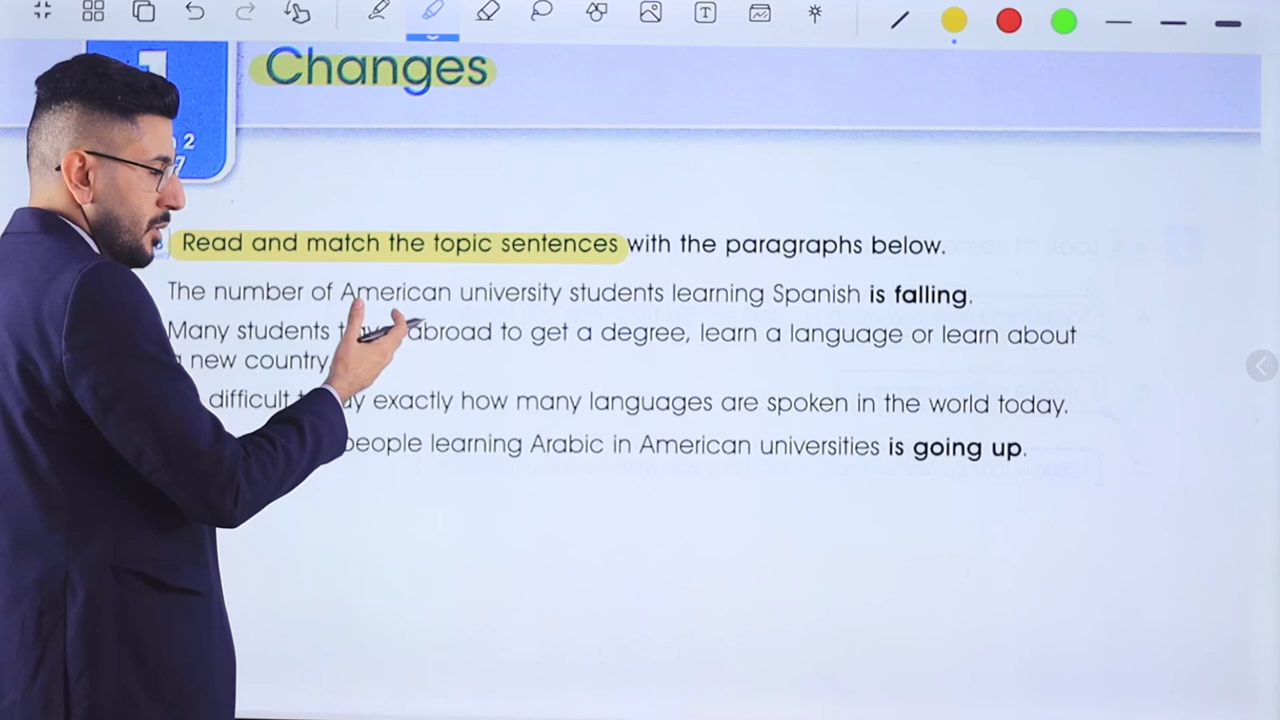 1
2
7
Changes
Read and match the topic sentences with the paragraphs below.
The number of American university students learning Spanish is falling.
Many students abroad to get a degree, learn a language or learn about
new country
difficult exactly how many languages are spoken in the world today.
people learning Arabic in American universities is going up.